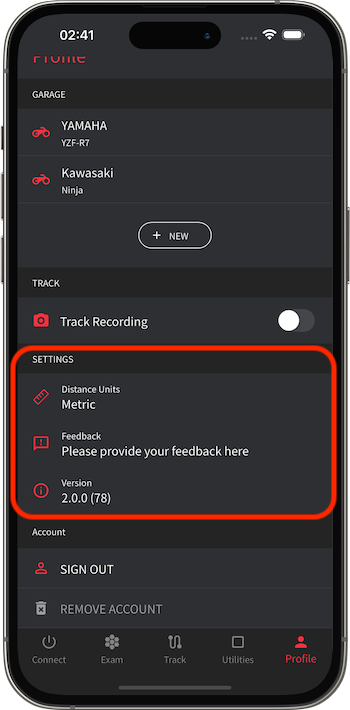 02:41
Profile
GARAGE
YAMAHA
YZF-R7
Kawasaki
Ninja
+ NEW
TRACK
Track Recording
SETTINGS
Distance Units
Metric
Feedback
Please provide your feedback here
Version
2.0.0 (78)
Account
SIGN OUT
REMOVE ACCOUNT
Connect Exam Track Utilities Profile